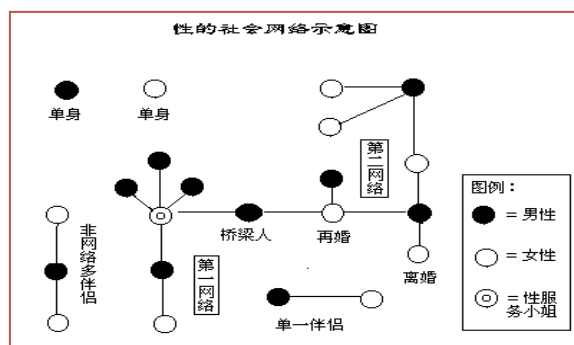 性的社会网络示意图
单身
单身
第二网络
图例：
= 男性
= 女性
= 性服
务小姐
桥梁人
再婚
离婚
非网络多伴侣
第一网络
单一伴侣